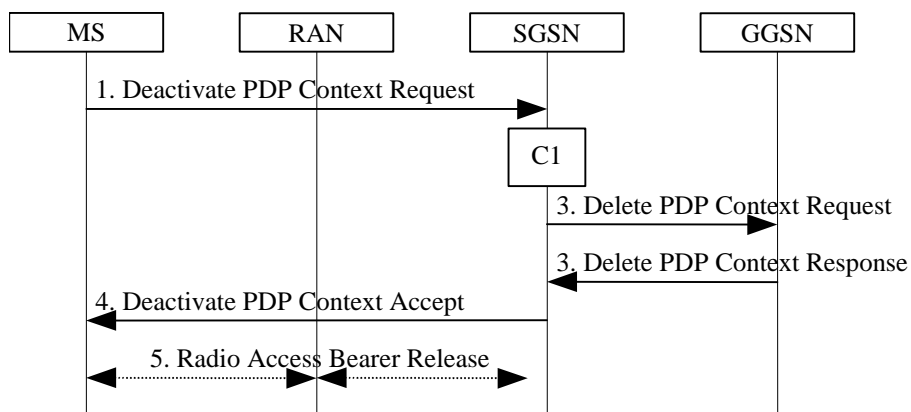 MS RAN SGSN GGSN
1. Deactivate PDP Context Request
C1
3. Delete PDP Context Request
3. Delete PDP Context Response
4. Deactivate PDP Context Accept
5. Radio Access Bearer Release